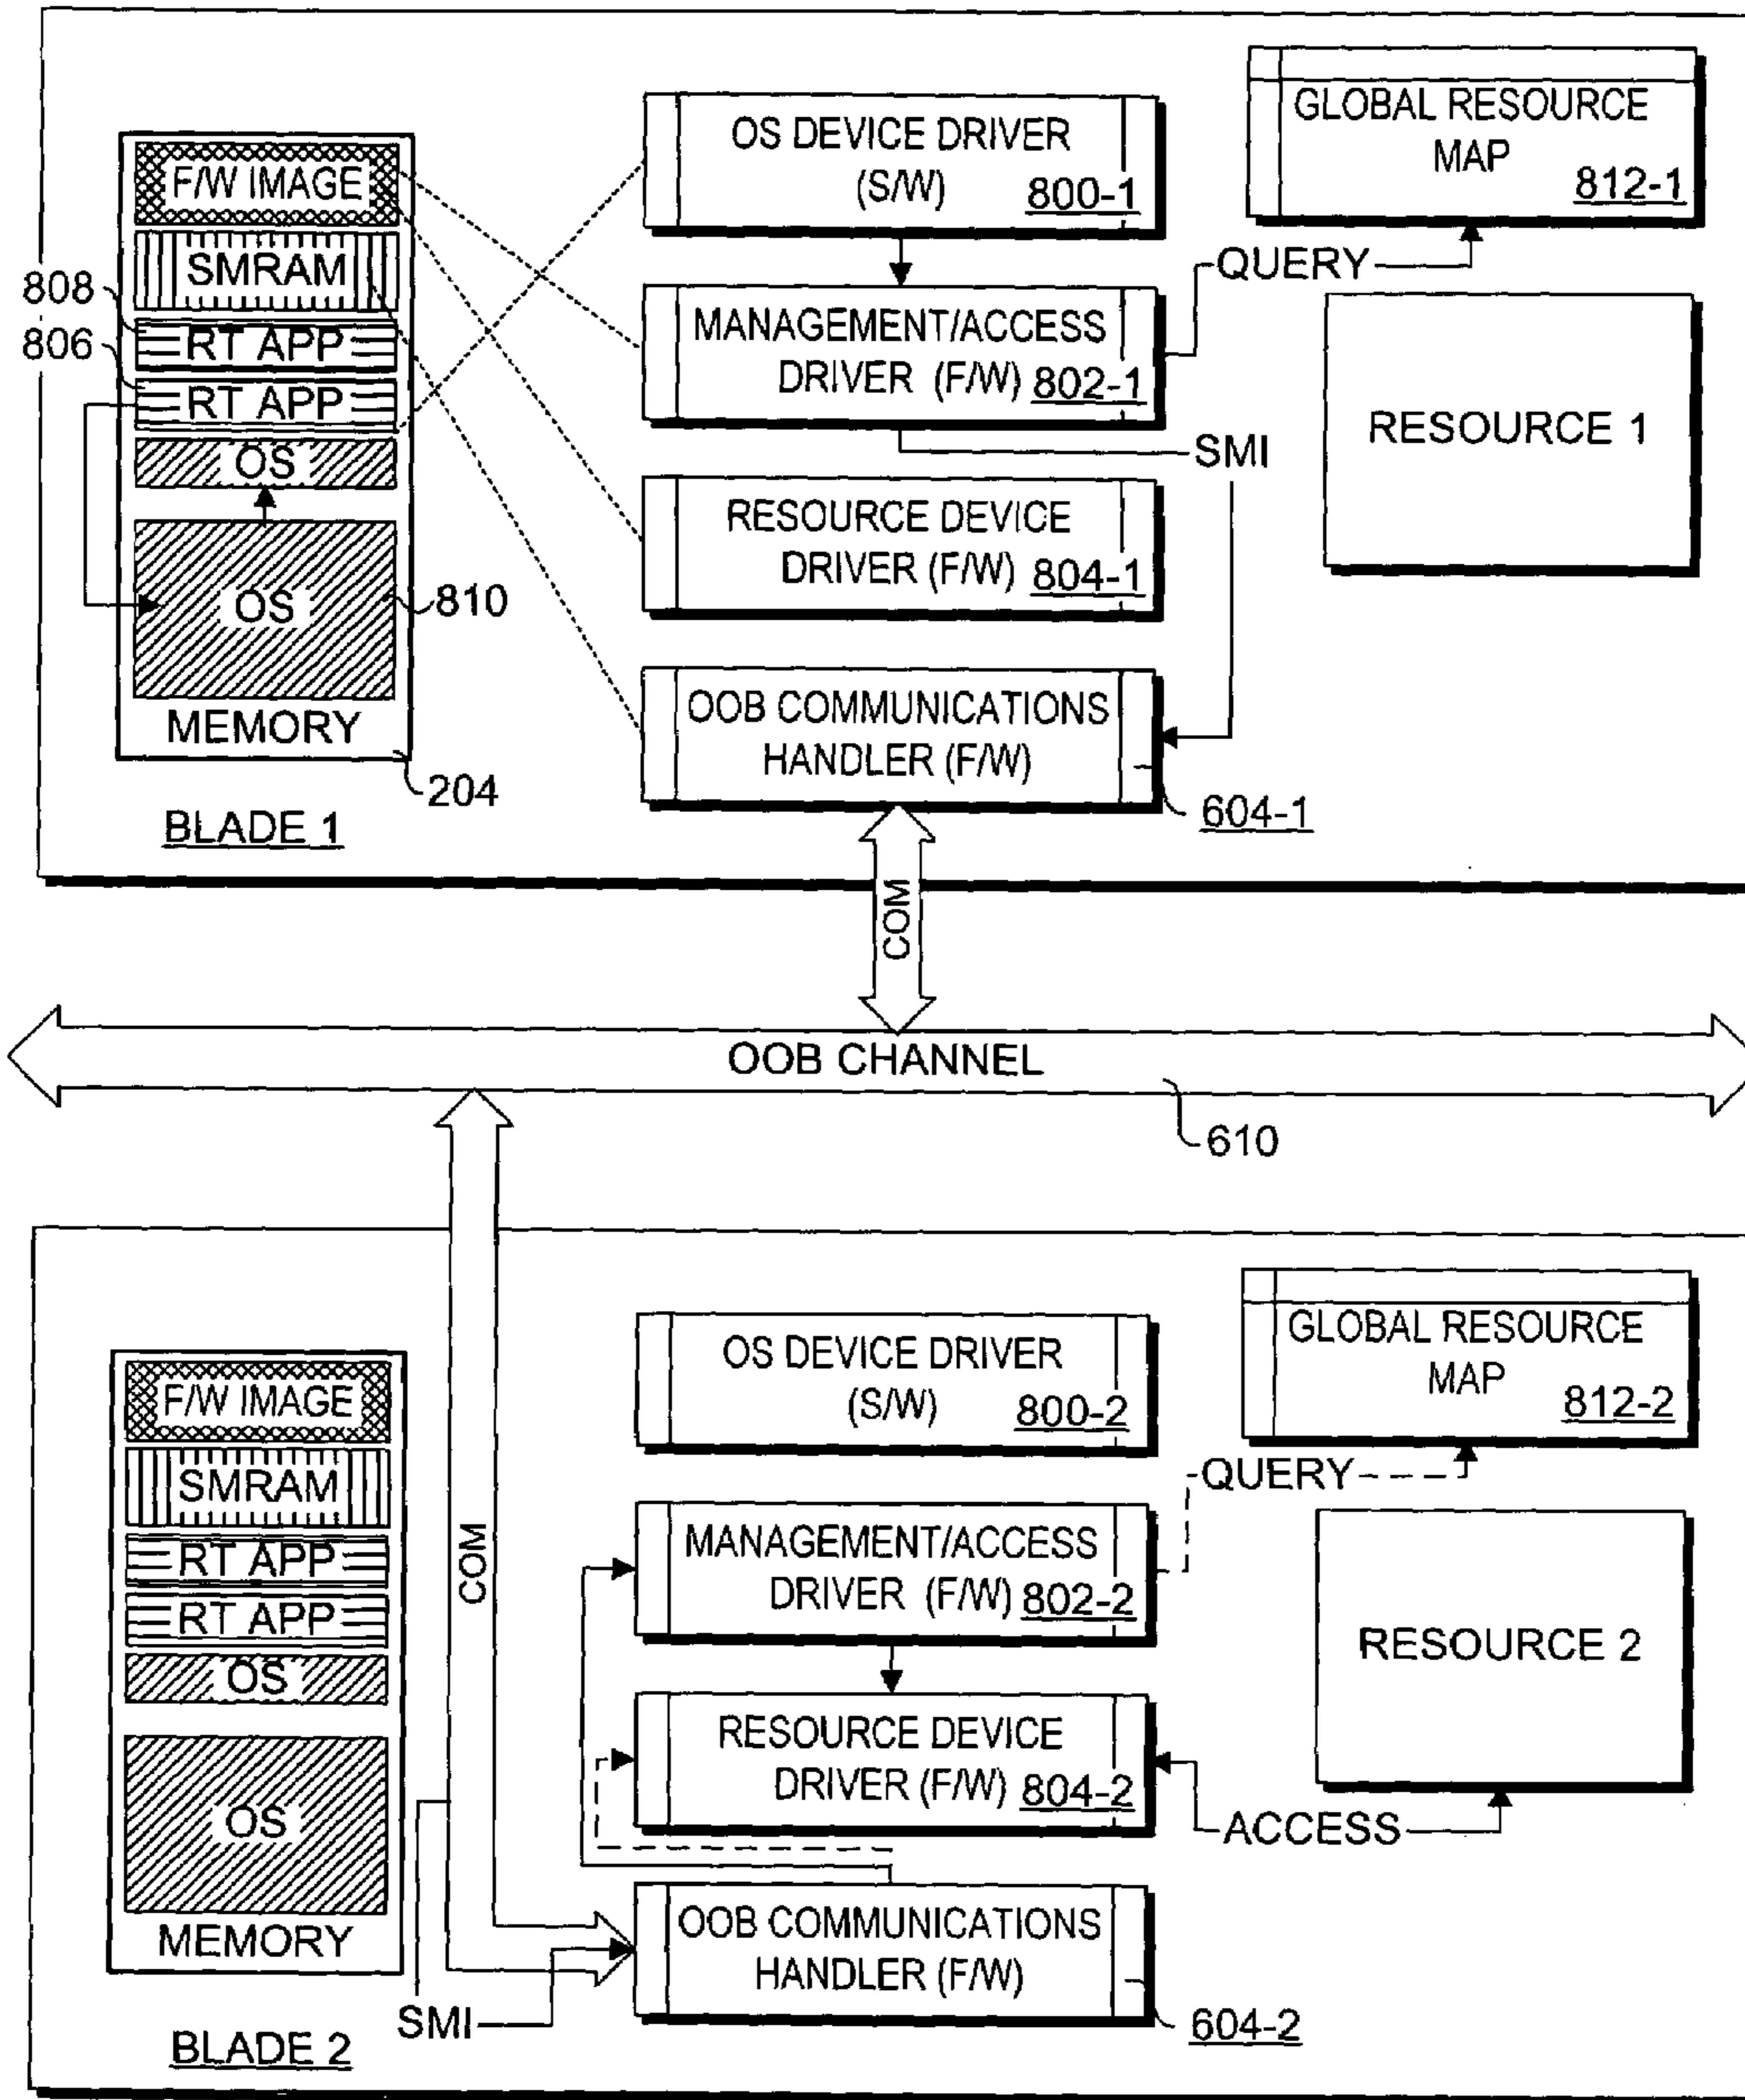 GLOBAL RESOURCE
MAP
812-1
OS DEVICE DRIVER
(S/W)
800-1
F/W IMAGE
SMRAM
808
RT APP
806
RT APP
OS
OS
810
MEMORY
204
BLADE 1
QUERY
MANAGEMENT/ACCESS
DRIVER (F/W) 802-1
RESOURCE 1
SMI
RESOURCE DEVICE
DRIVER (F/W) 804-1
OOB COMMUNICATIONS
HANDLER (F/W)
604-1
COM
OOB CHANNEL
610
GLOBAL RESOURCE
MAP
812-2
OS DEVICE DRIVER
(S/W)
800-2
F/W IMAGE
SMRAM
RT APP
RT APP
OS
OS
MEMORY
BLADE 2
COM
QUERY
MANAGEMENT/ACCESS
DRIVER (F/W) 802-2
RESOURCE 2
RESOURCE DEVICE
DRIVER (F/W) 804-2
ACCESS
OOB COMMUNICATIONS
HANDLER (F/W)
SMI
604-2